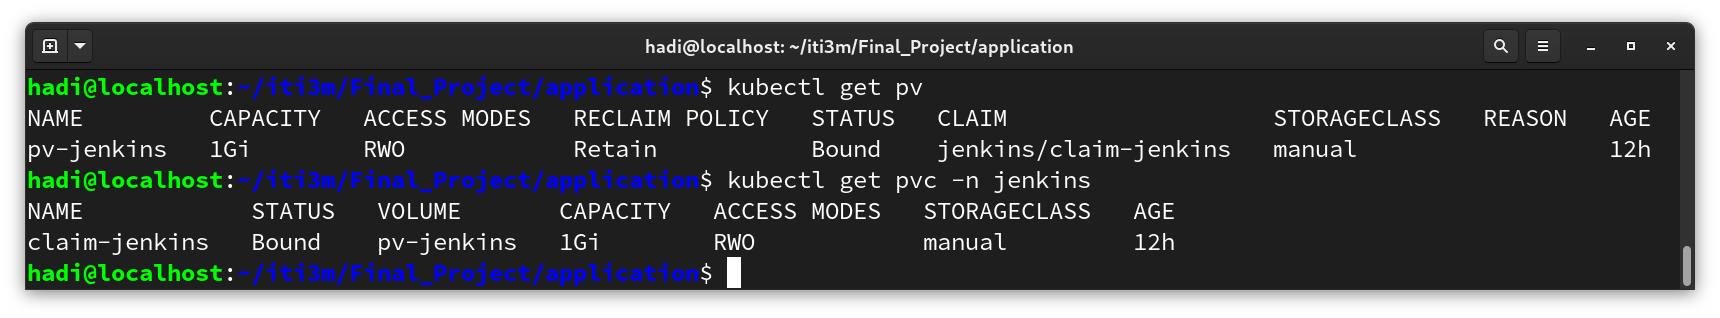 hadi@localhost: ~/iti3m/Final_Project/application
hadi@localhost:~/iti3m/Final_Project/application$ kubectl get pv
NAME CAPACITY ACCESS MODES RECLAIM POLICY STATUS CLAIM STORAGECLASS REASON AGE
pv-jenkins 1Gi RWO Retain Bound jenkins/claim-jenkins manual 12h
hadi@localhost:~/iti3m/Final_Project/application$ kubectl get pvc -n jenkins
NAME STATUS VOLUME CAPACITY ACCESS MODES STORAGECLASS AGE
claim-jenkins Bound pv-jenkins 1Gi RWO manual 12h
hadi@localhost:~/iti3m/Final_Project/application$